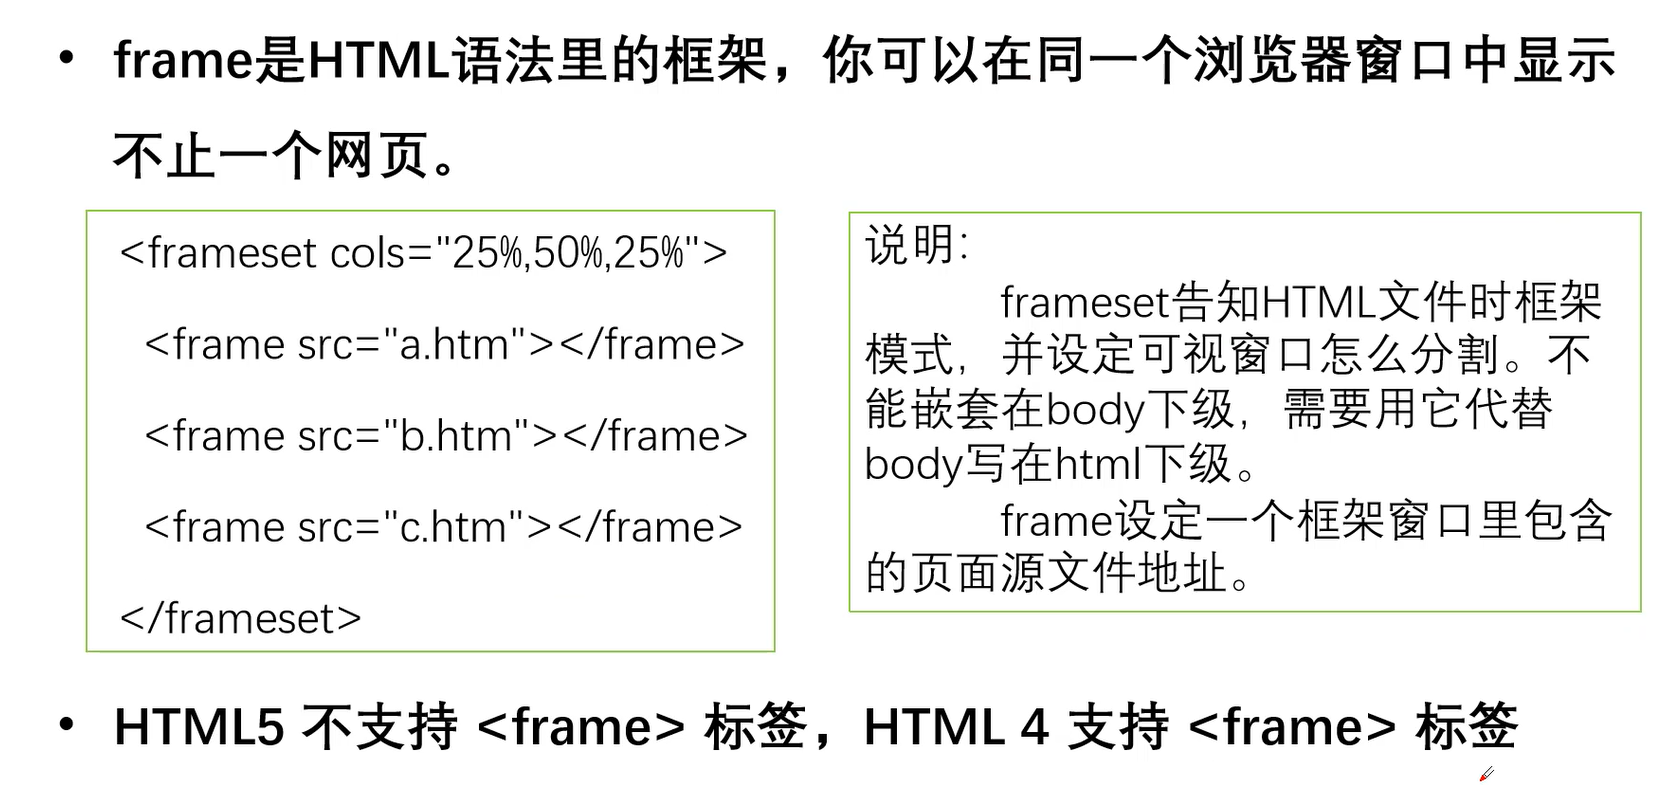 • frame是HTML语法里的框架，你可以在同一个浏览器窗口中显示
不止一个网页。
<frameset cols="25%,50%,25%">
<frame src="a.htm"></frame>
<frame src="b.htm"></frame>
<frame src="c.htm"></frame>
</frameset>
说明:
frameset告知HTML文件时框架
模式，并设定可视窗口怎么分割。不
能嵌套在body下级，需要用它代替
body写在html下级。
frame设定一个框架窗口里包含
的页面源文件地址。
• HTML5 不支持 <frame> 标签，HTML 4 支持 <frame> 标签